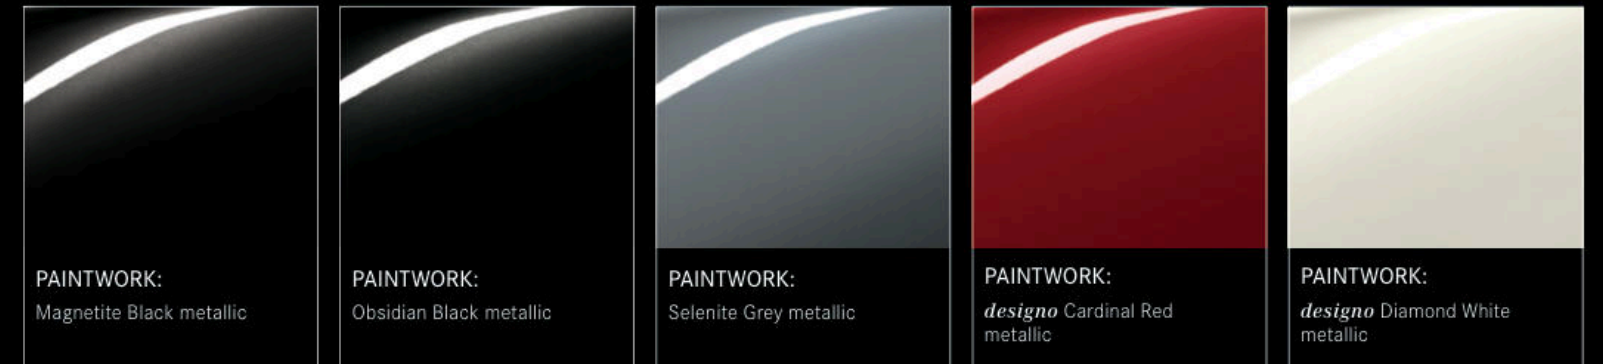 PAINTWORK:
Magnetite Black metallic
PAINTWORK:
Obsidian Black metallic
PAINTWORK:
Selenite Grey metallic
PAINTWORK:
designo Cardinal Red
metallic
PAINTWORK:
designo Diamond White
metallic